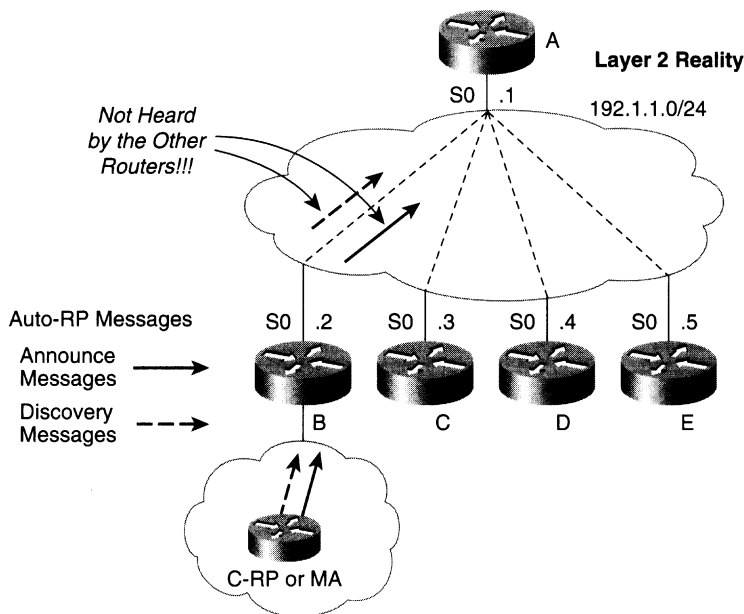 A
Layer 2 Reality
S0 .1
192.1.1.0/24
Not Heard
by the Other
Routers!!!
Auto-RP Messages
S0 .2
S0 .3
S0 .4
S0 .5
Announce
Messages
Discovery
Messages
B
C
D
E
C-RP or MA